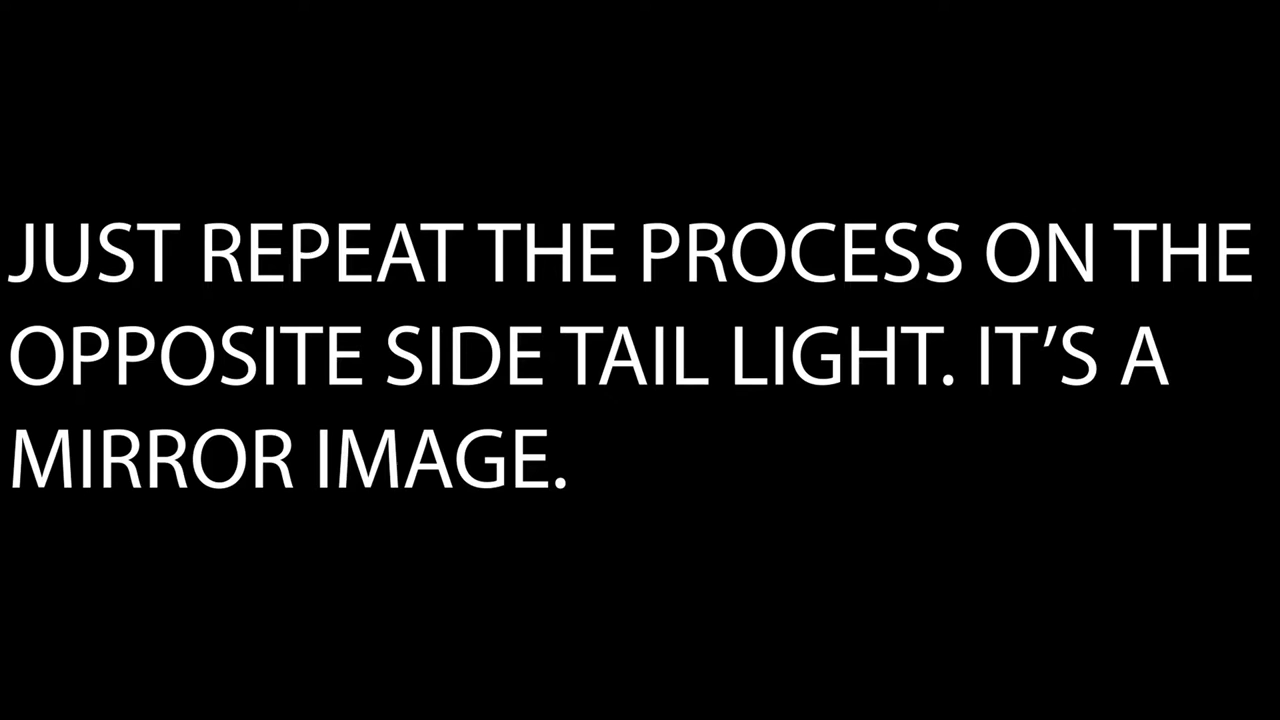 JUST REPEAT THE PROCESS ON THE
OPPOSITE SIDE TAIL LIGHT. IT’S A
MIRROR IMAGE.